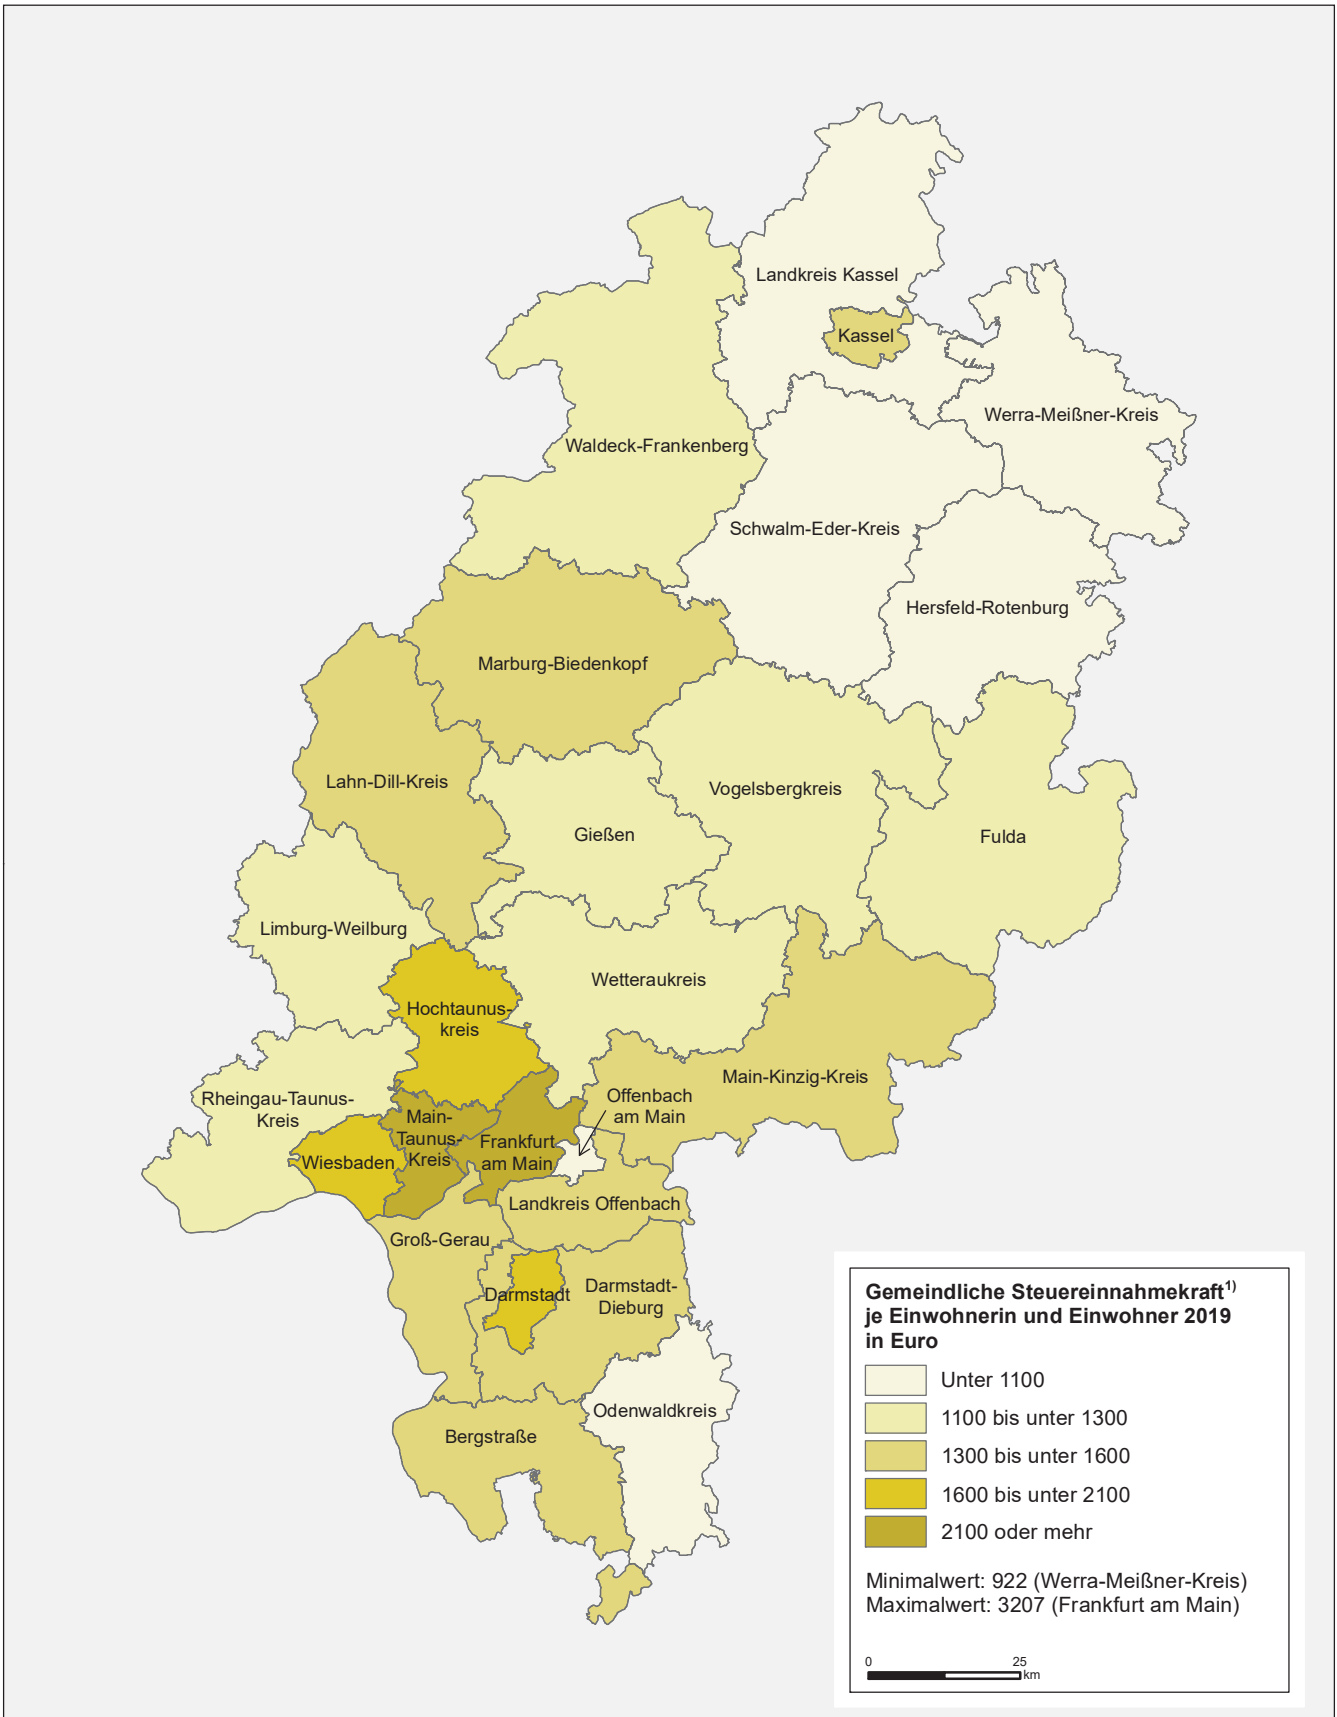 Landkreis Kassel
Kassel
Werra-Meißner-Kreis
Waldeck-Frankenberg
Schwalm-Eder-Kreis
Hersfeld-Rotenburg
Marburg-Biedenkopf
Lahn-Dill-Kreis
Vogelsbergkreis
Gießen
Fulda
Limburg-Weilburg
Wetteraukreis
Hochtaunus-
kreis
Main-Kinzig-Kreis
Rheingau-Taunus-
Kreis
Offenbach
am Main
Main-
Taunus-
Kreis
Frankfurt
am Main
Wiesbaden
Landkreis Offenbach
Groß-Gerau
Darmstadt
Darmstadt-
Dieburg
Odenwaldkreis
Bergstraße
Gemeindliche Steuereinnahmekraft¹⁾
je Einwohnerin und Einwohner 2019
in Euro
Unter 1100
1100 bis unter 1300
1300 bis unter 1600
1600 bis unter 2100
2100 oder mehr
Minimalwert: 922 (Werra-Meißner-Kreis)
Maximalwert: 3207 (Frankfurt am Main)
0 25
km